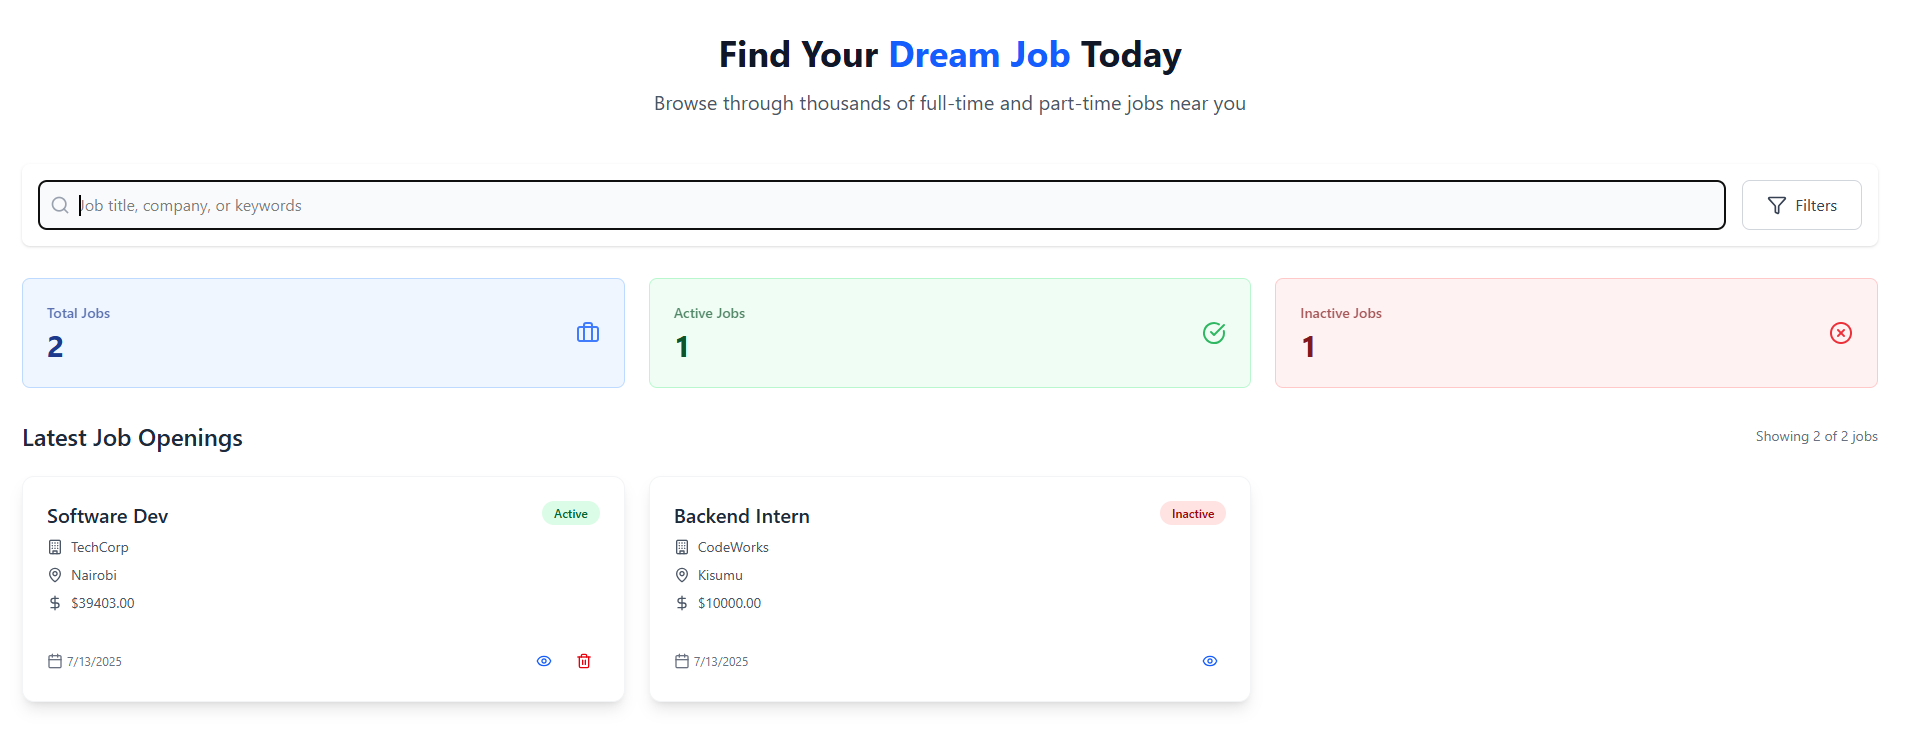 Find Your Dream Job Today
Browse through thousands of full-time and part-time jobs near you
Job title, company, or keywords
Filters
Total Jobs
2
Active Jobs
1
Inactive Jobs
1
Latest Job Openings
Showing 2 of 2 jobs
Software Dev
Active
TechCorp
Nairobi
$39403.00
7/13/2025
Backend Intern
Inactive
CodeWorks
Kisumu
$10000.00
7/13/2025